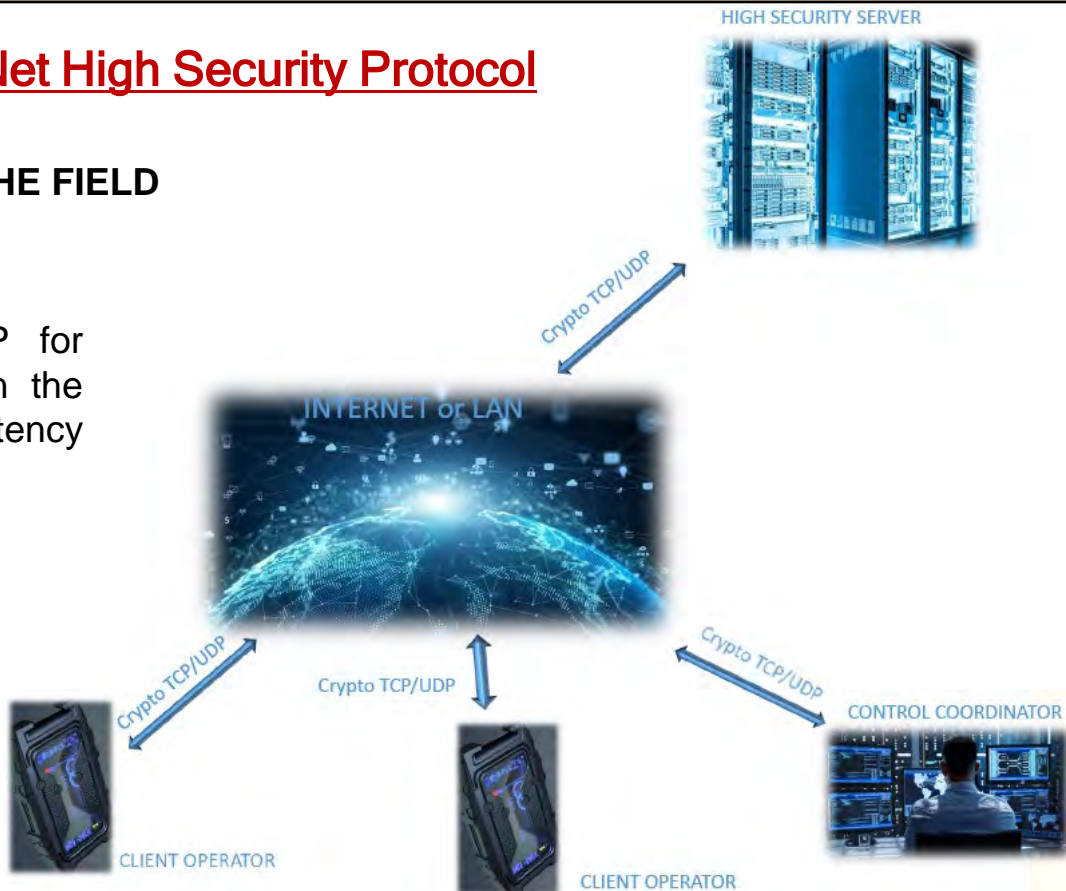 HIGH SECURITY SERVER
Net High Security Protocol
HE FIELD
P for
n the
tency
Crypto TCP/UDP
INTERNET or LAN
Crypto TCP/UDP
Crypto TCP/UDP
Crypto TCP/UDP
CONTROL COORDINATOR
CLIENT OPERATOR
CLIENT OPERATOR